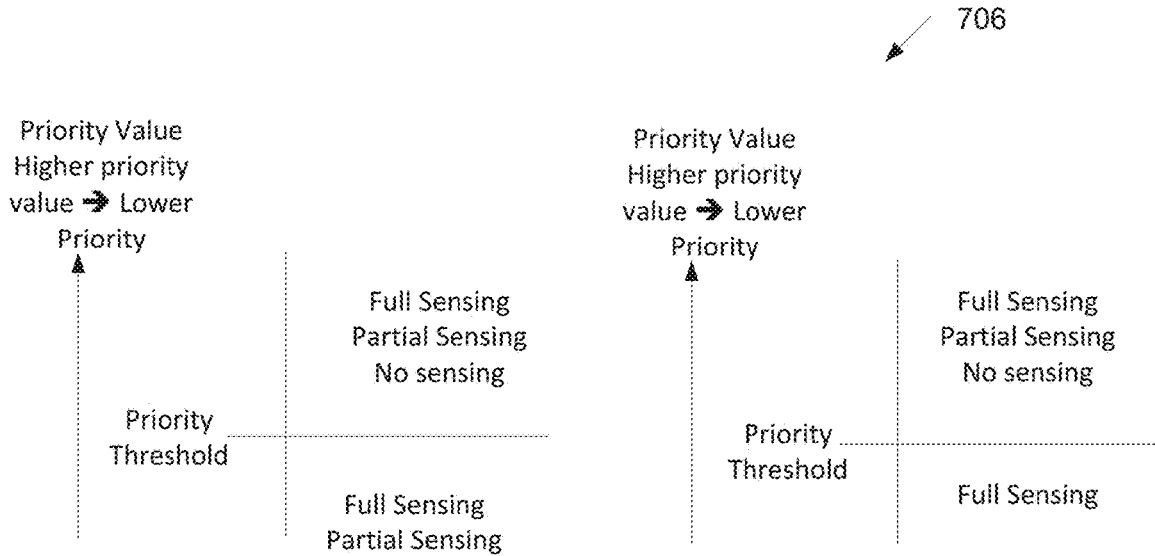 706
Priority Value
Higher priority
value ➔ Lower
Priority
Full Sensing
Partial Sensing
No sensing
Priority
Threshold
Full Sensing
Partial Sensing
Priority Value
Higher priority
value ➔ Lower
Priority
Full Sensing
Partial Sensing
No sensing
Priority
Threshold
Full Sensing